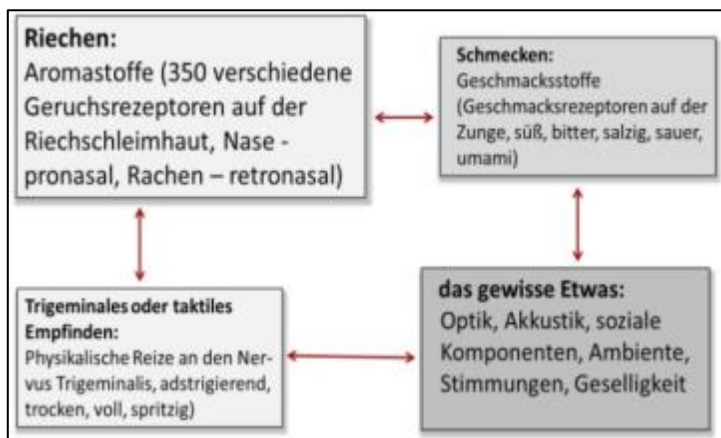 Riechen:
Aromastoffe (350 verschiedene
Geruchsrezeptoren auf der
Riechschleimhaut, Nase -
pronasal, Rachen – retronasal)
Schmecken:
Geschmacksstoffe
(Geschmacksrezeptoren auf der
Zunge, süß, bitter, salzig, sauer,
umami)
Trigeminales oder taktiles
Empfinden:
Physikalische Reize an den Ner-
vus Trigeminalis, adstrigierend,
trocken, voll, spritzig)
das gewisse Etwas:
Optik, Akkustik, soziale
Komponenten, Ambiente,
Stimmungen, Geselligkeit